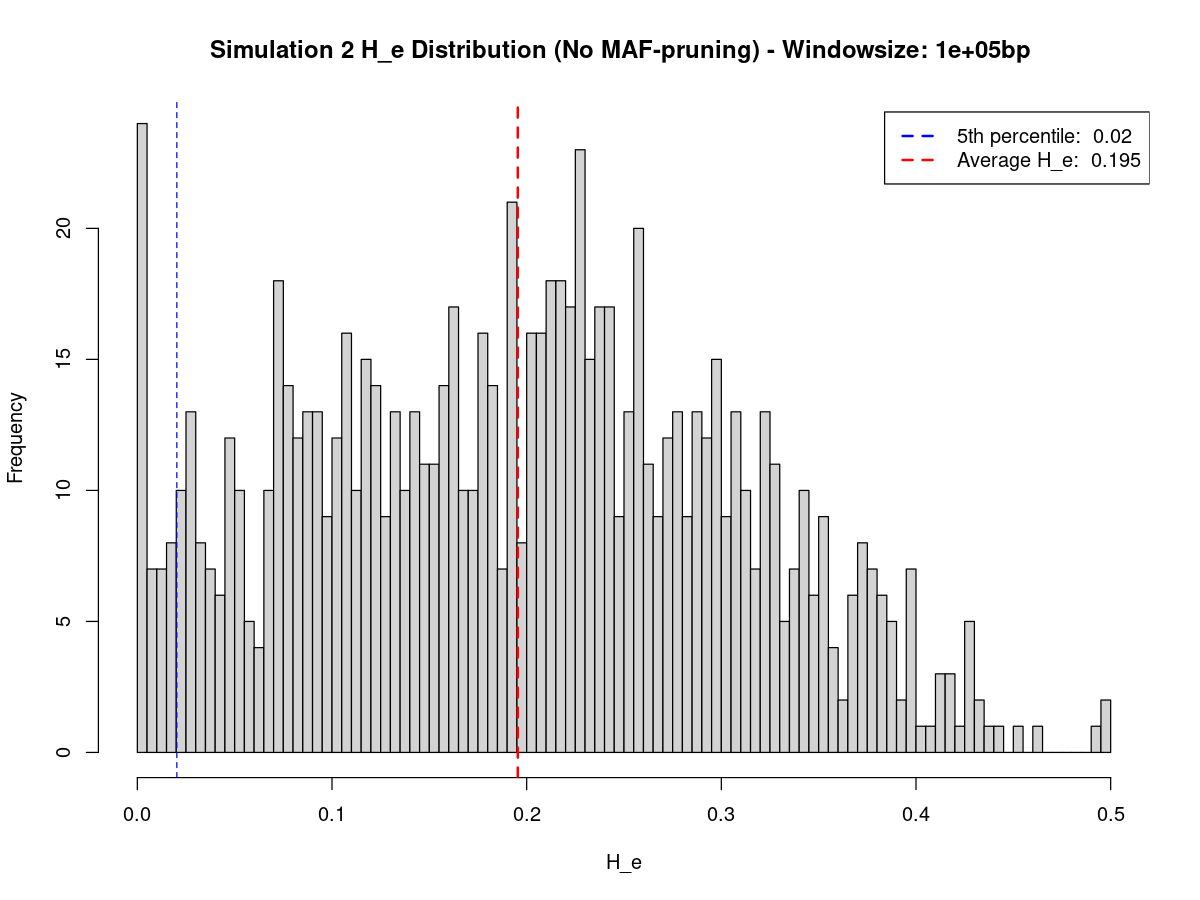 Simulation 2 H_e Distribution (No MAF-pruning) - Windowsize: 1e+05bp
5th percentile:  0.02
Average H_e:  0.195
Frequency
20
15
10
5
0
0.0 0.1 0.2 0.3 0.4 0.5
H_e